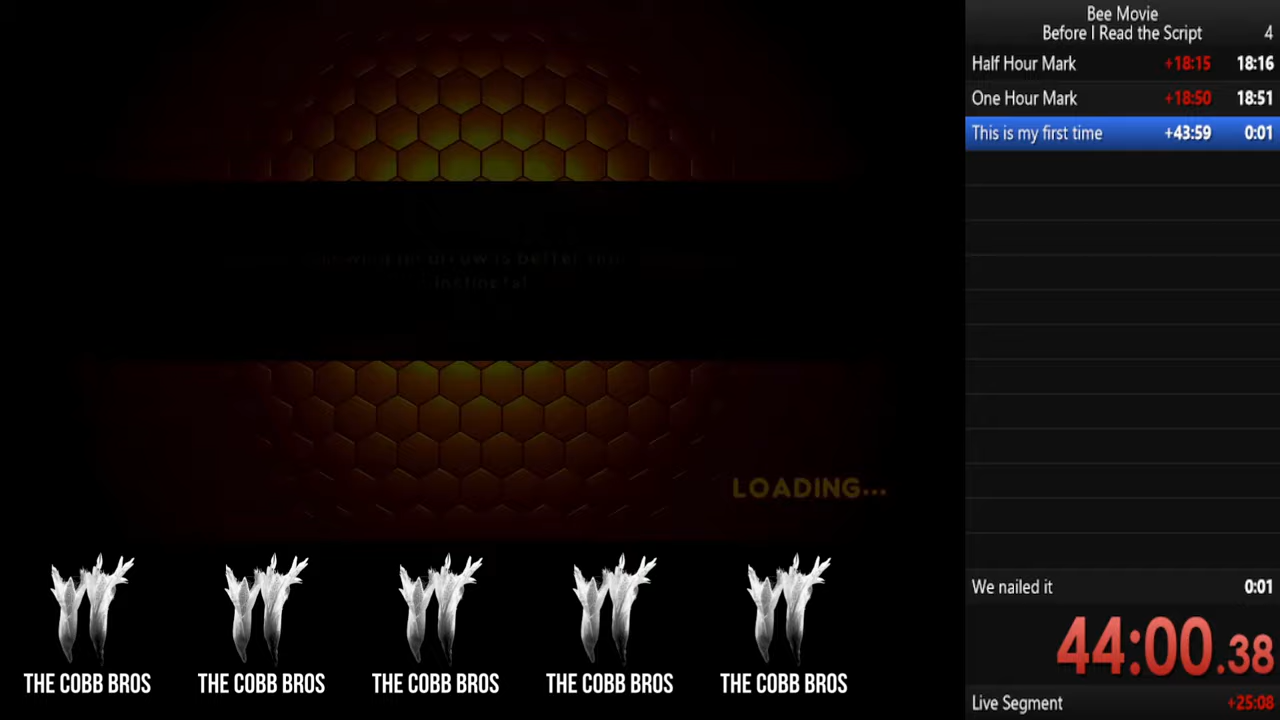 Bee Movie
Before I Read the Script 4
Half Hour Mark +18:15 18:16
One Hour Mark +18:50 18:51
This is my first time +43:59 0:01
arrow is better
LOADING...
THE COBB BROS THE COBB BROS THE COBB BROS THE COBB BROS THE COBB BROS
We nailed it 0:01
44:00.38
Live Segment +25:08